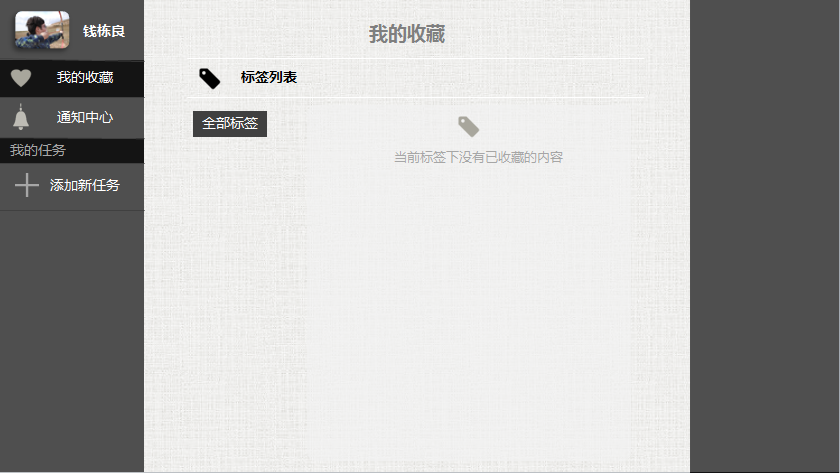 钱栋良
我的收藏
通知中心
我的任务
添加新任务
我的收藏
标签列表
全部标签
当前标签下没有已收藏的内容